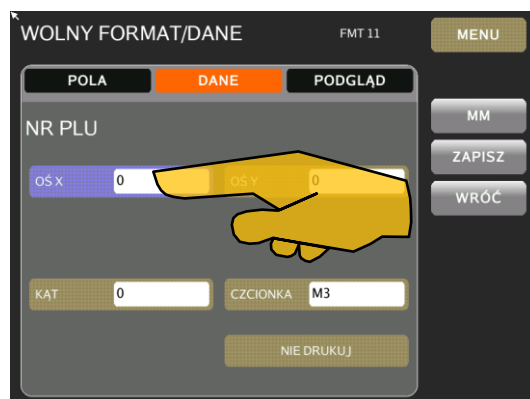 WOLNY FORMAT/DANE FMT 11 MENU
POLA DANE PODGLĄD
NR PLU
MM
ZAPISZ
WRÓĆ
OŚ X 0 OŚ Y 0
KĄT 0 CZCIONKA M3
NIE DRUKUJ